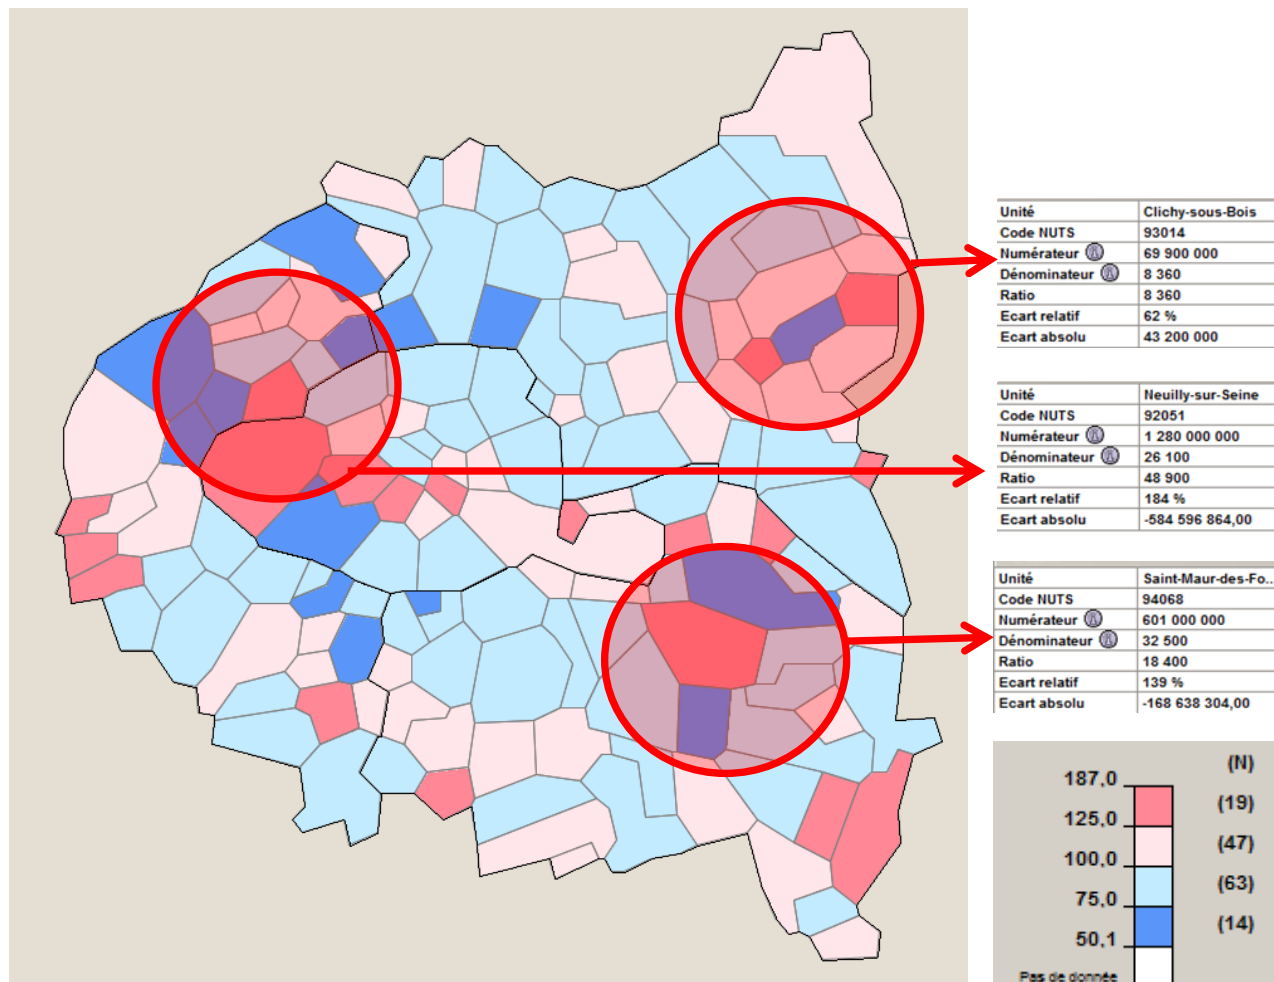 Unité Clichy-sous-Bois
Code NUTS 93014
Numérateur 69 900 000
Dénominateur 8 360
Ratio 8 360
Ecart relatif 62 %
Ecart absolu 43 200 000
Unité Neuilly-sur-Seine
Code NUTS 92051
Numérateur 1 280 000 000
Dénominateur 26 100
Ratio 48 900
Ecart relatif 184 %
Ecart absolu -584 596 864,00
Unité Saint-Maur-des-Fo...
Code NUTS 94068
Numérateur 601 000 000
Dénominateur 32 500
Ratio 18 400
Ecart relatif 139 %
Ecart absolu -168 638 304,00
(N)
187,0
(19)
125,0
(47)
100,0
(63)
75,0
(14)
50,1
Pas de donnée